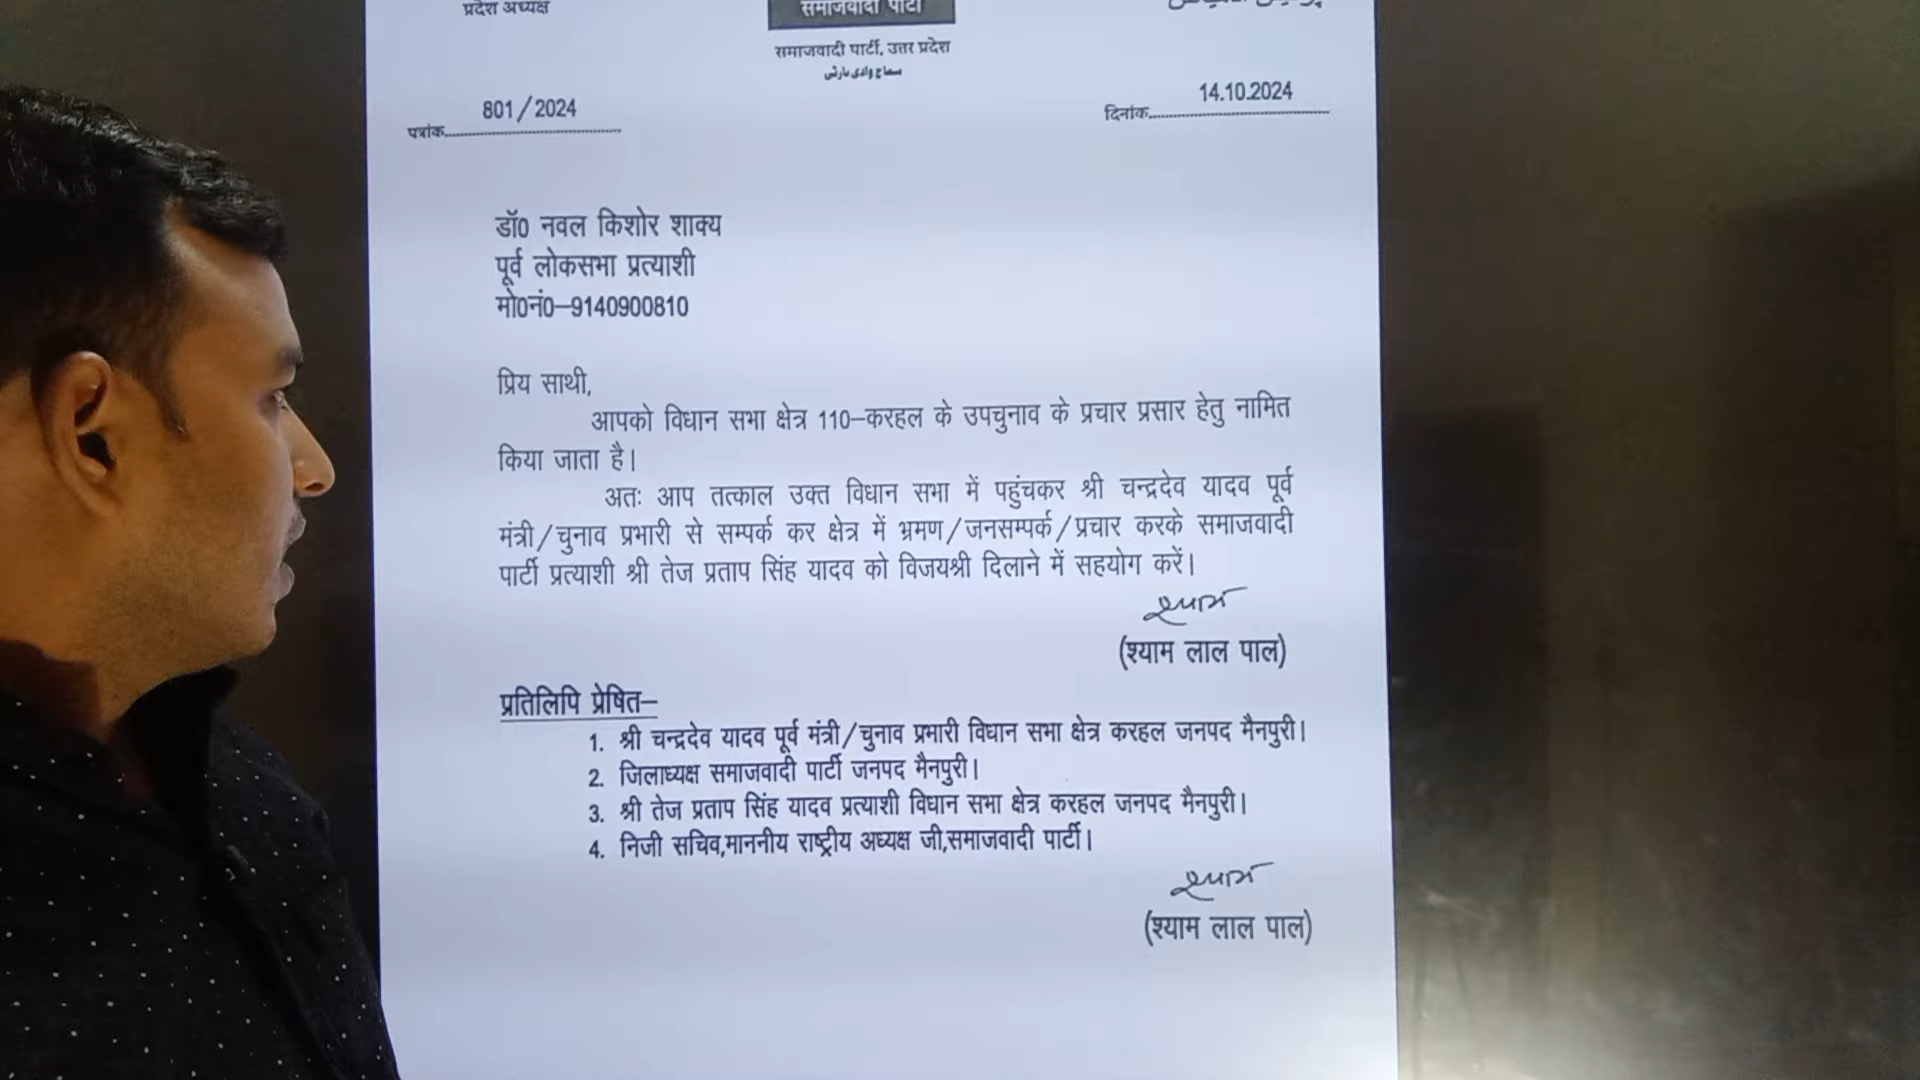 प्रदेश अध्यक्ष
समाजवादी पार्टी
समाजवादी पार्टी, उत्तर प्रदेश
سماج وادی پارٹی
801/2024
पत्रांक
14.10.2024
दिनांक
डॉ0 नवल किशोर शाक्य
पूर्व लोकसभा प्रत्याशी
मो0नं0–9140900810
प्रिय साथी,
आपको विधान सभा क्षेत्र 110–करहल के उपचुनाव के प्रचार प्रसार हेतु नामित
किया जाता है।
अतः आप तत्काल उक्त विधान सभा में पहुंचकर श्री चन्द्रदेव यादव पूर्व
मंत्री/चुनाव प्रभारी से सम्पर्क कर क्षेत्र में भ्रमण/जनसम्पर्क/प्रचार करके समाजवादी
पार्टी प्रत्याशी श्री तेज प्रताप सिंह यादव को विजयश्री दिलाने में सहयोग करें।
श्याम
(श्याम लाल पाल)
प्रतिलिपि प्रेषित–
1. श्री चन्द्रदेव यादव पूर्व मंत्री/चुनाव प्रभारी विधान सभा क्षेत्र करहल जनपद मैनपुरी।
2. जिलाध्यक्ष समाजवादी पार्टी जनपद मैनपुरी।
3. श्री तेज प्रताप सिंह यादव प्रत्याशी विधान सभा क्षेत्र करहल जनपद मैनपुरी।
4. निजी सचिव,माननीय राष्ट्रीय अध्यक्ष जी,समाजवादी पार्टी।
श्याम
(श्याम लाल पाल)